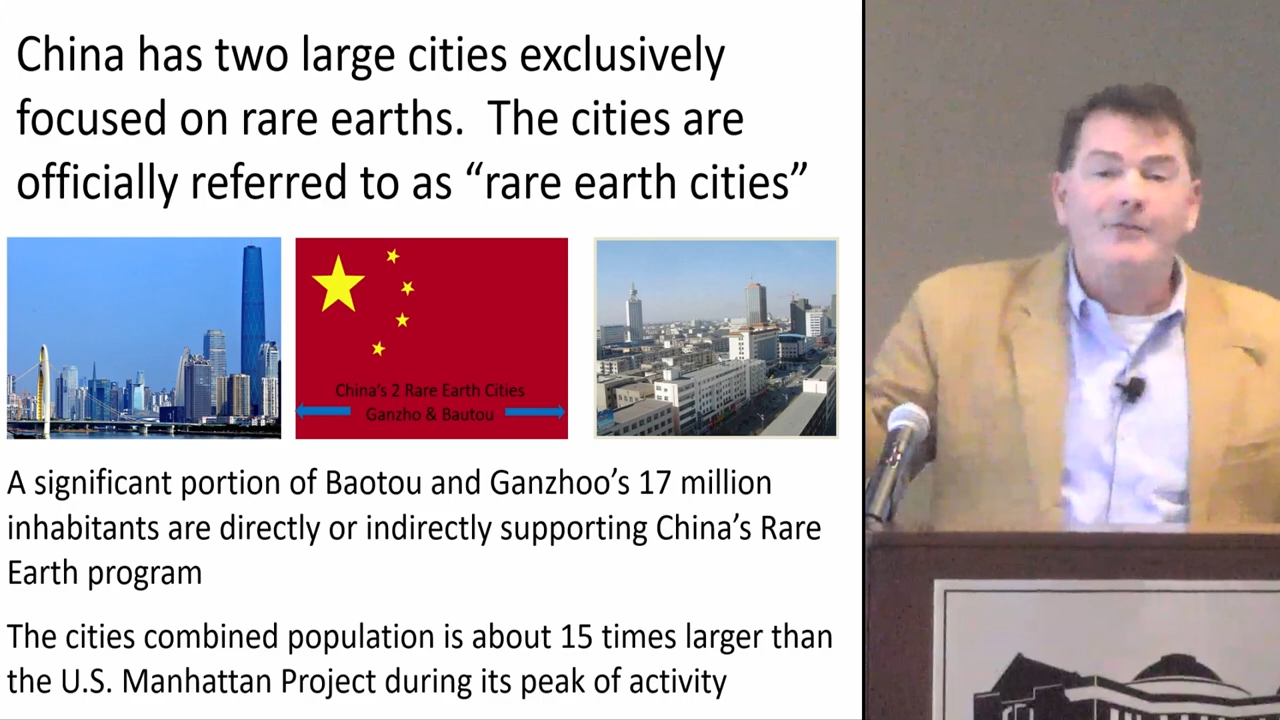 China has two large cities exclusively
focused on rare earths.  The cities are
officially referred to as “rare earth cities”
China's 2 Rare Earth Cities
Ganzho & Bautou
A significant portion of Baotou and Ganzhoo's 17 million
inhabitants are directly or indirectly supporting China's Rare
Earth program
The cities combined population is about 15 times larger than
the U.S. Manhattan Project during its peak of activity